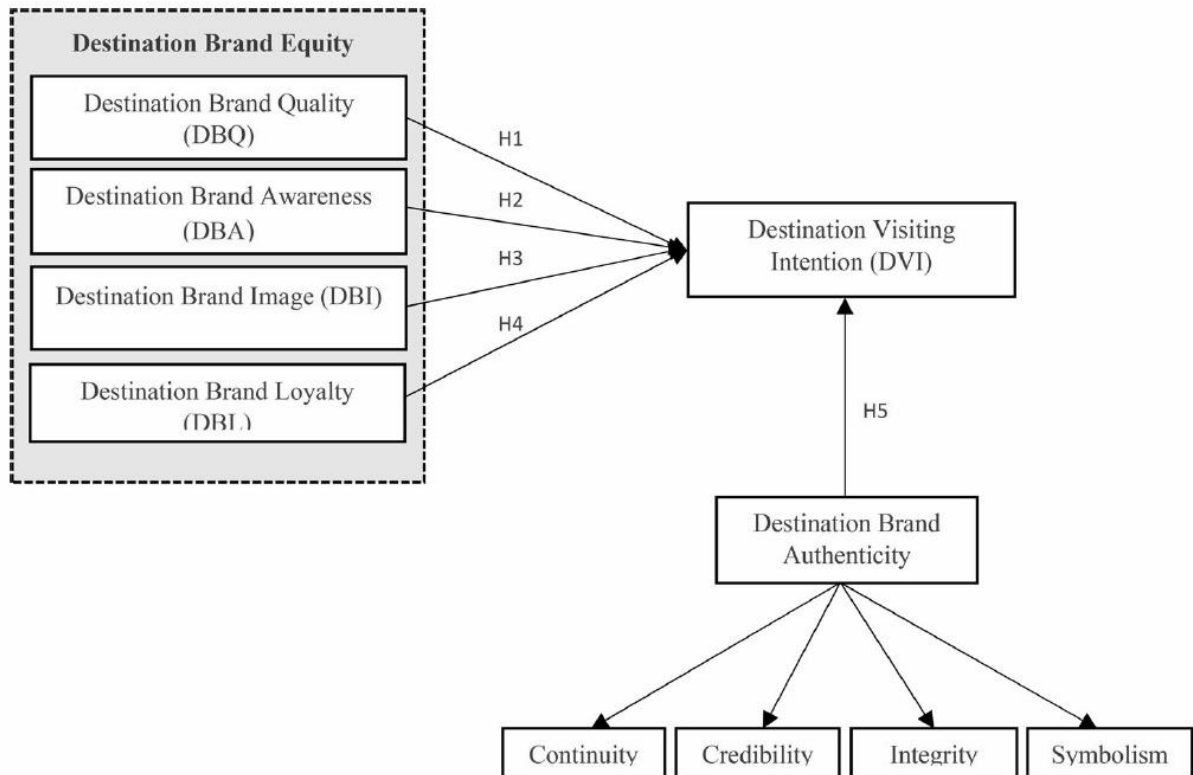 Destination Brand Equity
Destination Brand Quality
(DBQ)
H1
Destination Brand Awareness
(DBA)
H2
Destination Visiting
Intention (DVI)
H3
Destination Brand Image (DBI)
H4
Destination Brand Loyalty
(DBL)
H5
Destination Brand
Authenticity
Continuity
Credibility
Integrity
Symbolism